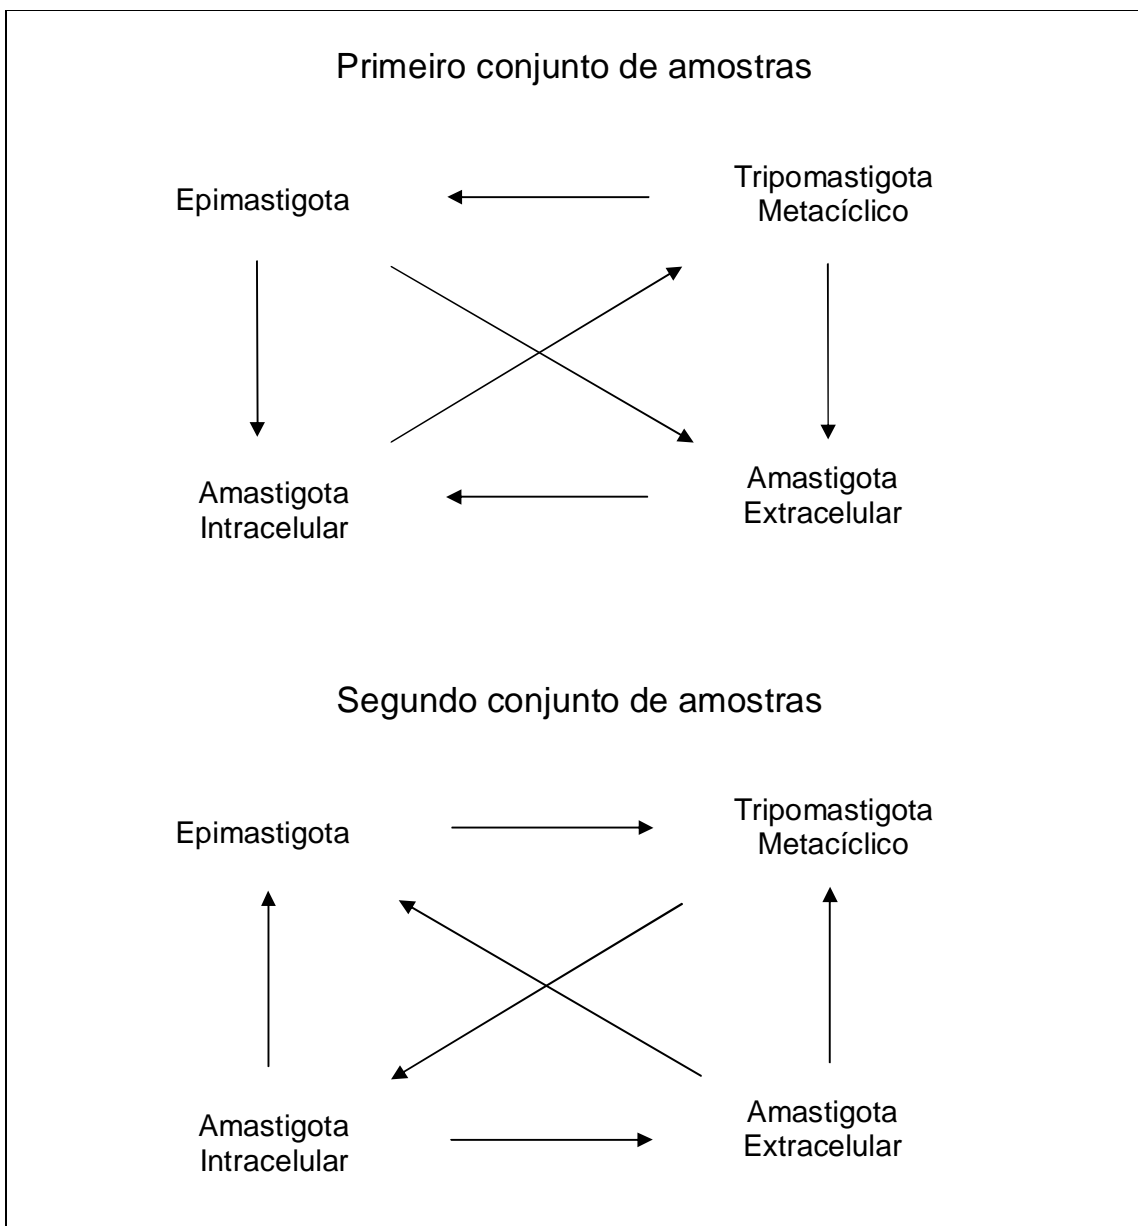 Primeiro conjunto de amostras
Epimastigota
Tripomastigota
Metacíclico
Amastigota
Intracelular
Amastigota
Extracelular
Segundo conjunto de amostras
Epimastigota
Tripomastigota
Metacíclico
Amastigota
Intracelular
Amastigota
Extracelular